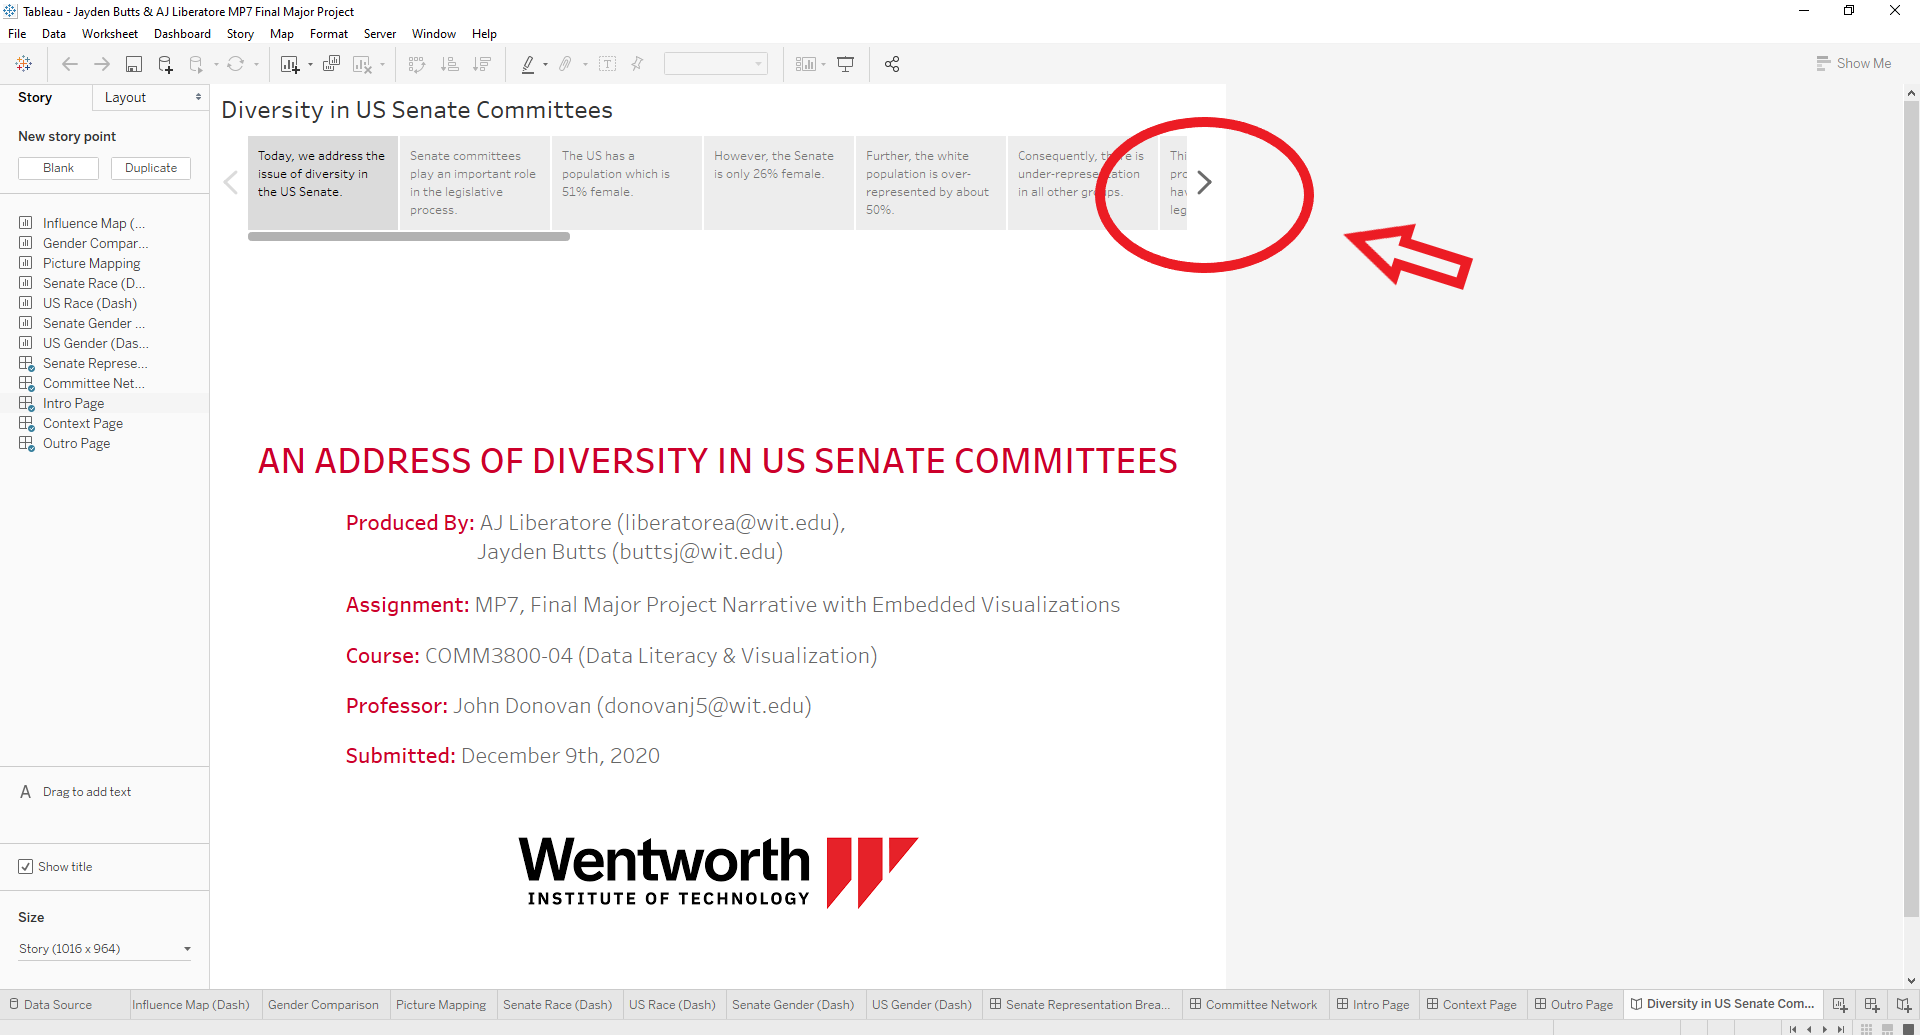 Tableau - Jayden Butts & AJ Liberatore MP7 Final Major Project
File Data Worksheet Dashboard Story Map Format Server Window Help
Show Me
Story Layout
New story point
Blank Duplicate
Influence Map (...
Gender Compar...
Picture Mapping
Senate Race (D...
US Race (Dash)
Senate Gender ...
US Gender (Das...
Senate Represe...
Committee Net...
Intro Page
Context Page
Outro Page
A Drag to add text
Show title
Size
Story (1016 x 964)
Diversity in US Senate Committees
Today, we address the
issue of diversity in
the US Senate.
Senate committees
play an important role
in the legislative
process.
The US has a
population which is
51% female.
However, the Senate
is only 26% female.
Further, the white
population is over-
represented by about
50%.
Consequently, there is
under-representation
in all other groups.
Thi
pro
hav
leg
AN ADDRESS OF DIVERSITY IN US SENATE COMMITTEES
Produced By: AJ Liberatore (liberatorea@wit.edu),
Jayden Butts (buttsj@wit.edu)
Assignment: MP7, Final Major Project Narrative with Embedded Visualizations
Course: COMM3800-04 (Data Literacy & Visualization)
Professor: John Donovan (donovanj5@wit.edu)
Submitted: December 9th, 2020
Wentworth
INSTITUTE OF TECHNOLOGY
Data Source Influence Map (Dash) Gender Comparison Picture Mapping Senate Race (Dash) US Race (Dash) Senate Gender (Dash) US Gender (Dash) Senate Representation Brea... Committee Network Intro Page Context Page Outro Page Diversity in US Senate Com...